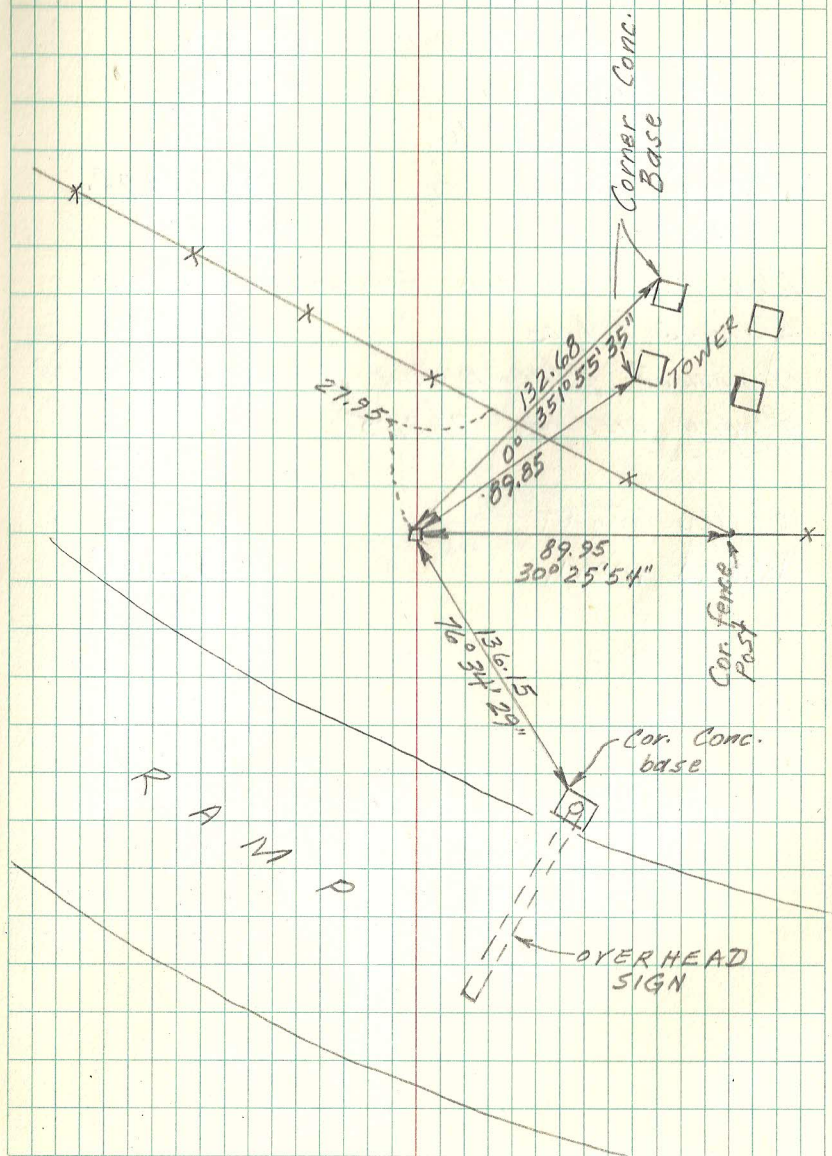 Corner Conc.
Base
132.68
351° 55' 35"
TOWER
27.95
0°
89.85
89.95
30° 25' 54"
Cor. fence
Post
136.15
76° 34' 29"
Cor. Conc.
base
RAMP
OVERHEAD
SIGN